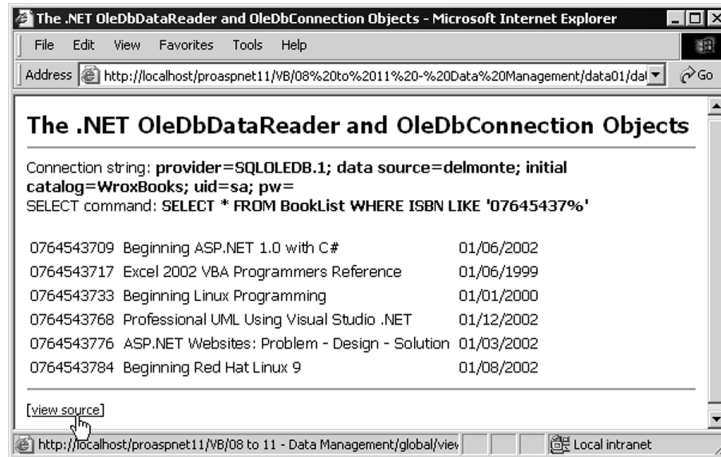 The .NET OleDbDataReader and OleDbConnection Objects - Microsoft Internet Explorer
File Edit View Favorites Tools Help
Address http://localhost/proaspnet11/VB/08%20to%2011%20-%20Data%20Management/data01/dat Go
The .NET OleDbDataReader and OleDbConnection Objects
Connection string: provider=SQLOLEDB.1; data source=delmonte; initial
catalog=WroxBooks; uid=sa; pw=
SELECT command: SELECT * FROM BookList WHERE ISBN LIKE '07645437%'
0764543709 Beginning ASP.NET 1.0 with C# 01/06/2002
0764543717 Excel 2002 VBA Programmers Reference 01/06/1999
0764543733 Beginning Linux Programming 01/01/2000
0764543768 Professional UML Using Visual Studio .NET 01/12/2002
0764543776 ASP.NET Websites: Problem - Design - Solution 01/03/2002
0764543784 Beginning Red Hat Linux 9 01/08/2002
[view source]
http://localhost/proaspnet11/VB/08 to 11 - Data Management/global/view Local intranet